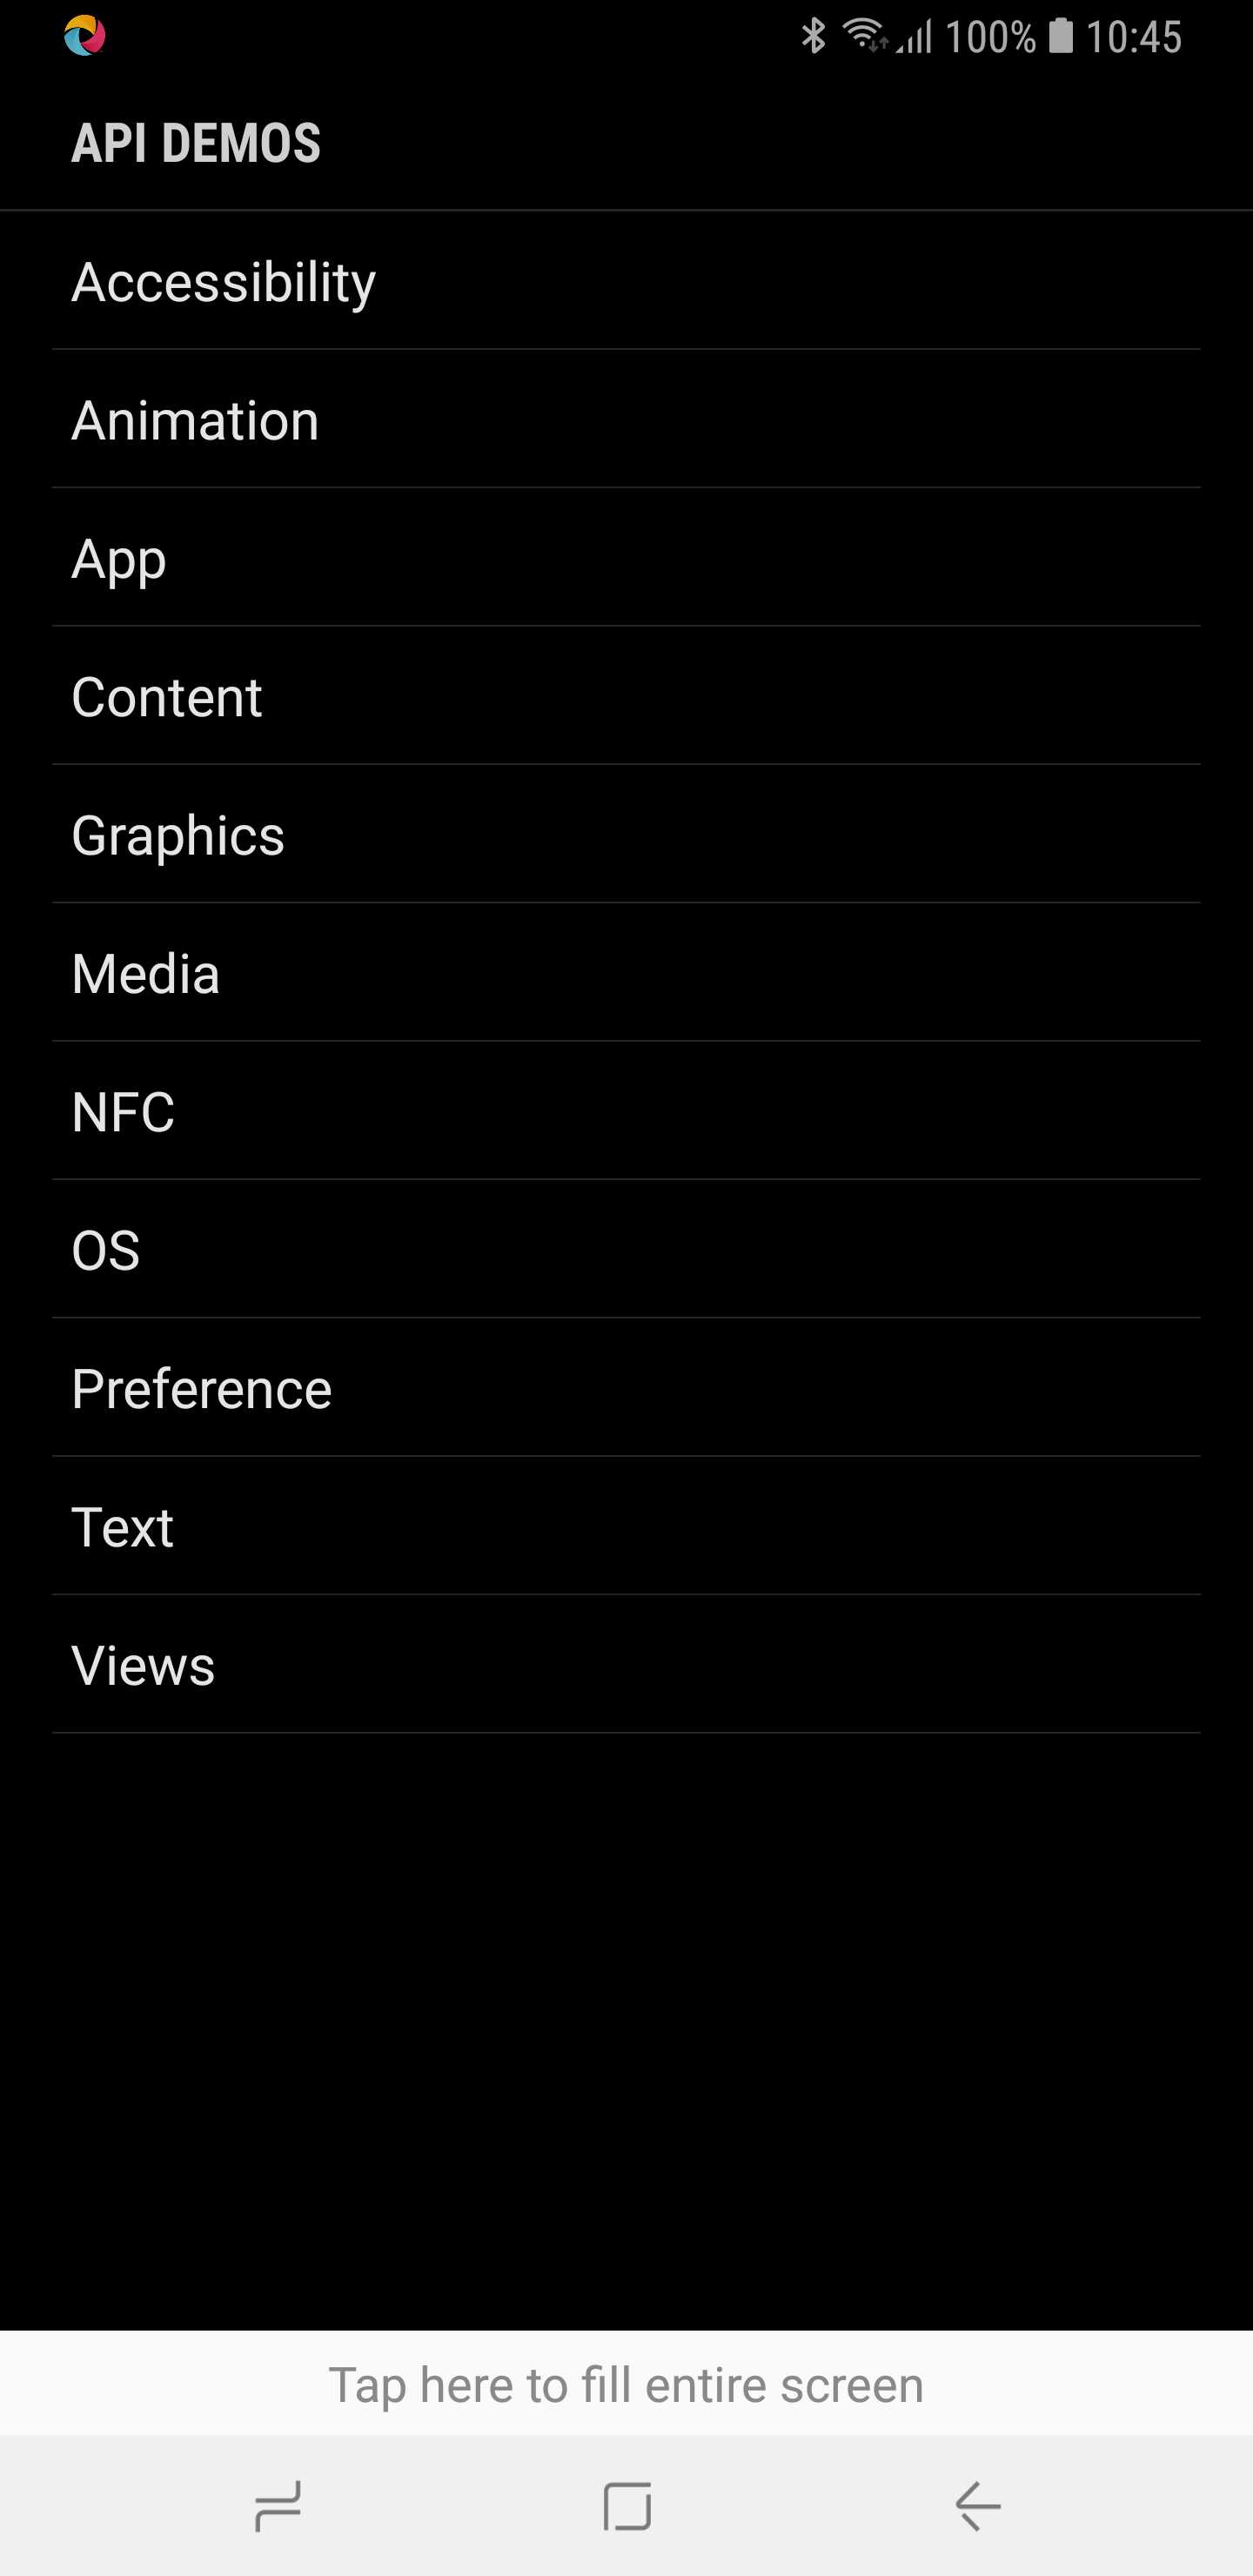 100% 10:45
API DEMOS
Accessibility
Animation
App
Content
Graphics
Media
NFC
OS
Preference
Text
Views
Tap here to fill entire screen